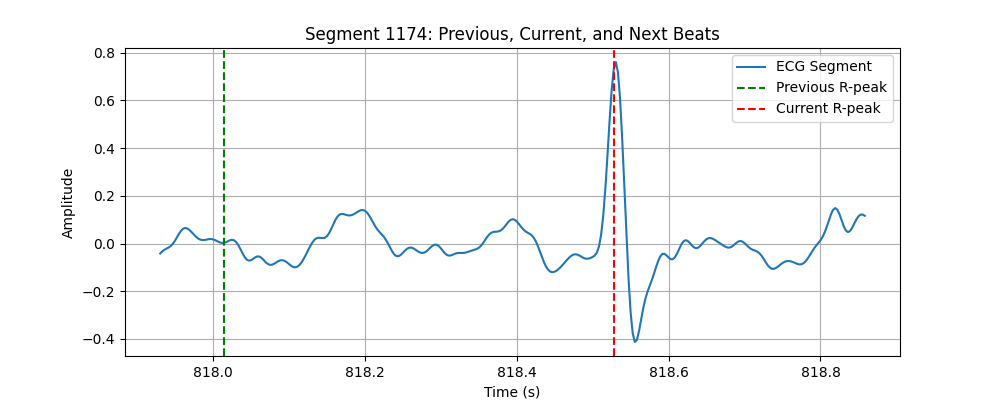 Segment 1174: Previous, Current, and Next Beats
0.8
0.6
0.4
0.2
0.0
−0.2
−0.4
Amplitude
ECG Segment
Previous R-peak
Current R-peak
818.0
818.2
818.4
818.6
818.8
Time (s)